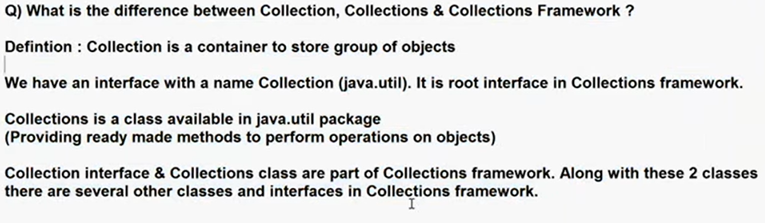 Q) What is the difference between Collection, Collections & Collections Framework ?
Defintion : Collection is a container to store group of objects
We have an interface with a name Collection (java.util). It is root interface in Collections framework.
Collections is a class available in java.util package
(Providing ready made methods to perform operations on objects)
Collection interface & Collections class are part of Collections framework. Along with these 2 classes
there are several other classes and interfaces in Collections framework.